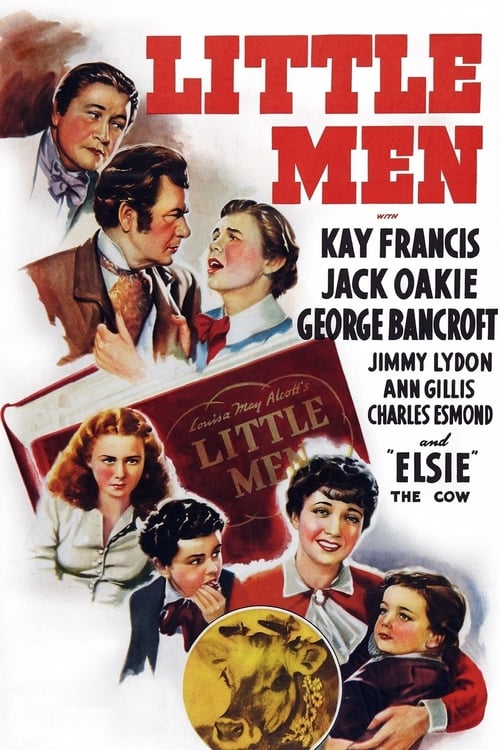 LITTLE
MEN
WITH
KAY FRANCIS
JACK OAKIE
GEORGE BANCROFT
JIMMY LYDON
ANN GILLIS
CHARLES ESMOND
and
"ELSIE"
THE COW
Louisa May Alcott's
LITTLE
MEN